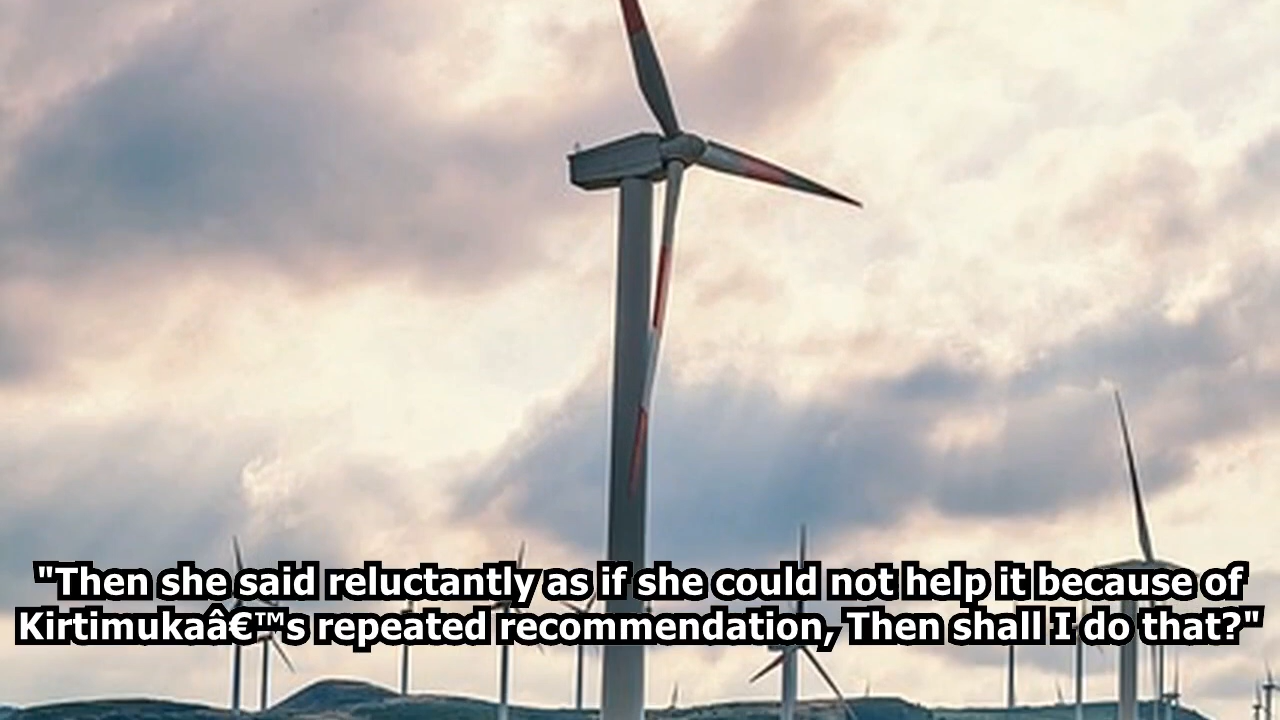 "Then she said reluctantly as if she could not help it because of
Kirtimukaâ€™s repeated recommendation, Then shall I do that?"